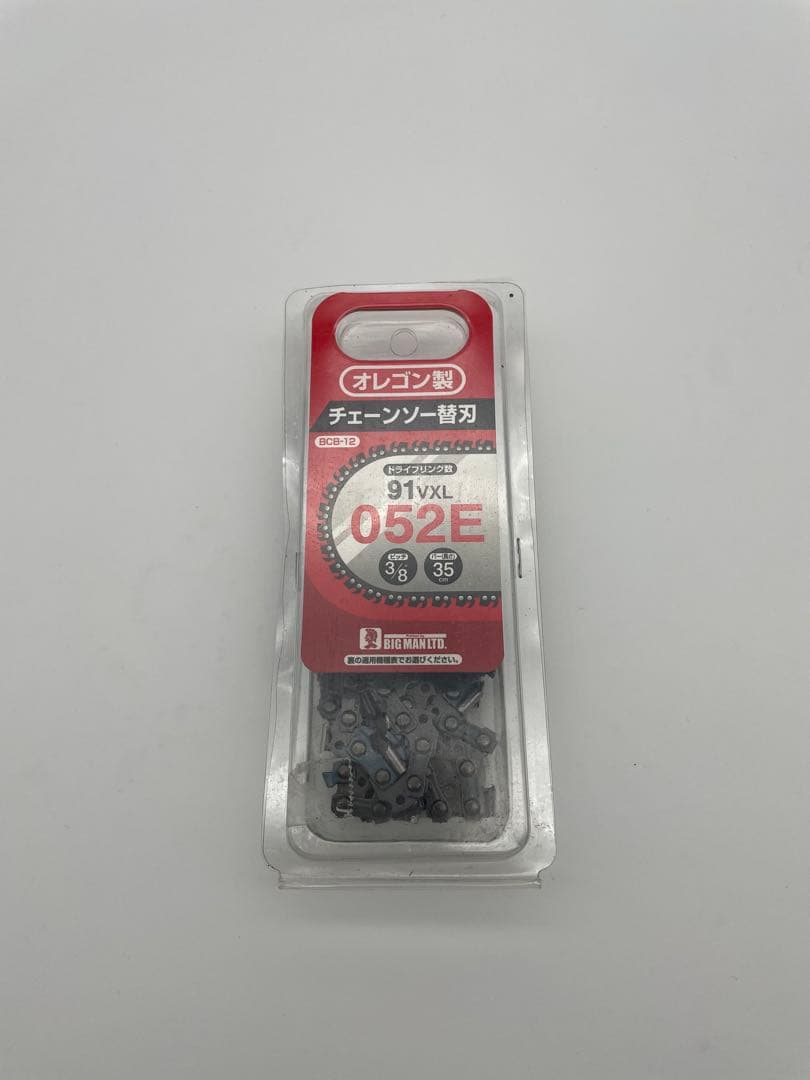 オレゴン製
チェーンソー替刃
BCB-12
ドライブリンク数
91VXL
052E
ピッチ
3/8"
バー(長さ)
35
cm
BIG MAN LTD.
裏の適用機種表でお選びください。